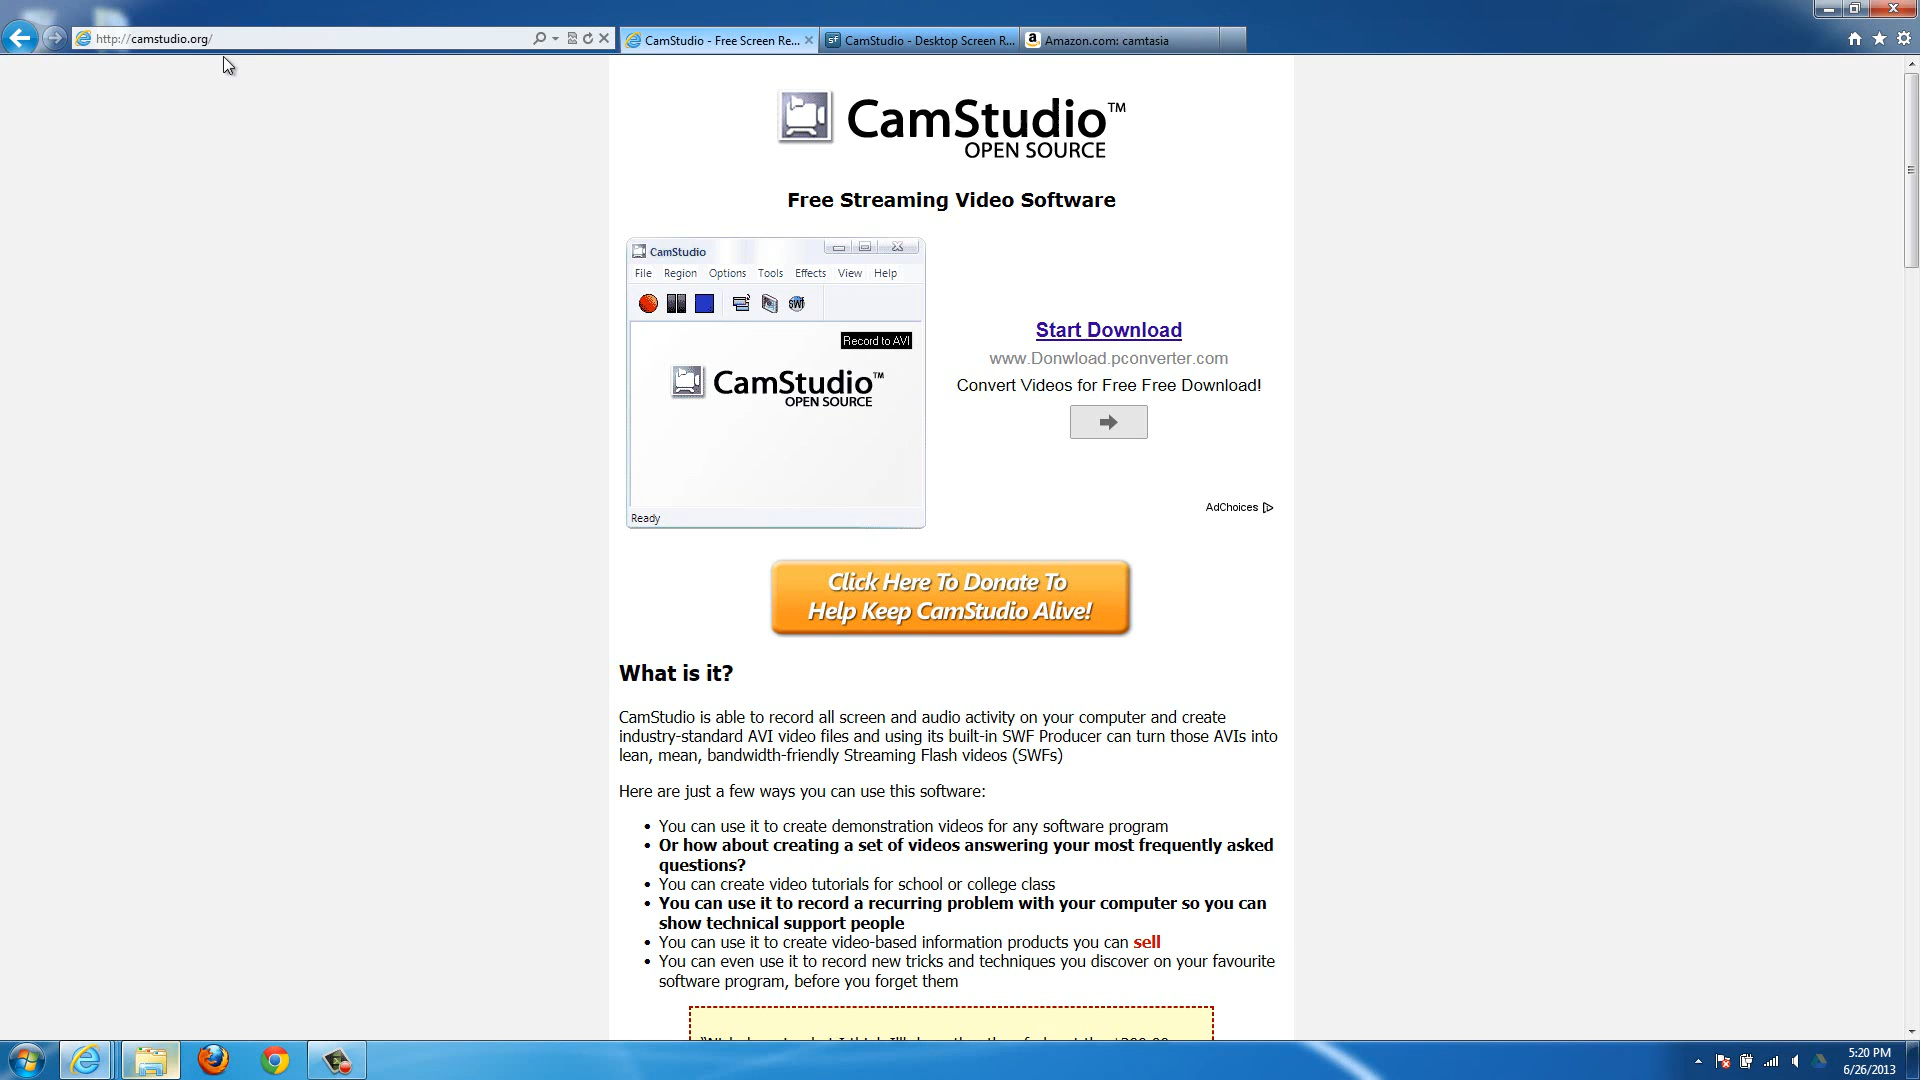 http://camstudio.org/
CamStudio - Free Screen Re...
CamStudio - Desktop Screen R...
Amazon.com: camtasia
CamStudio™
OPEN SOURCE
Free Streaming Video Software
CamStudio
File Region Options Tools Effects View Help
Record to AVI
CamStudio™
OPEN SOURCE
Ready
Start Download
www.Donwload.pconverter.com
Convert Videos for Free Free Download!
AdChoices
Click Here To Donate To
Help Keep CamStudio Alive!
What is it?
CamStudio is able to record all screen and audio activity on your computer and create
industry-standard AVI video files and using its built-in SWF Producer can turn those AVIs into
lean, mean, bandwidth-friendly Streaming Flash videos (SWFs)
Here are just a few ways you can use this software:
• You can use it to create demonstration videos for any software program
• Or how about creating a set of videos answering your most frequently asked
questions?
• You can create video tutorials for school or college class
• You can use it to record a recurring problem with your computer so you can
show technical support people
• You can use it to create video-based information products you can sell
• You can even use it to record new tricks and techniques you discover on your favourite
software program, before you forget them
5:20 PM
6/26/2013